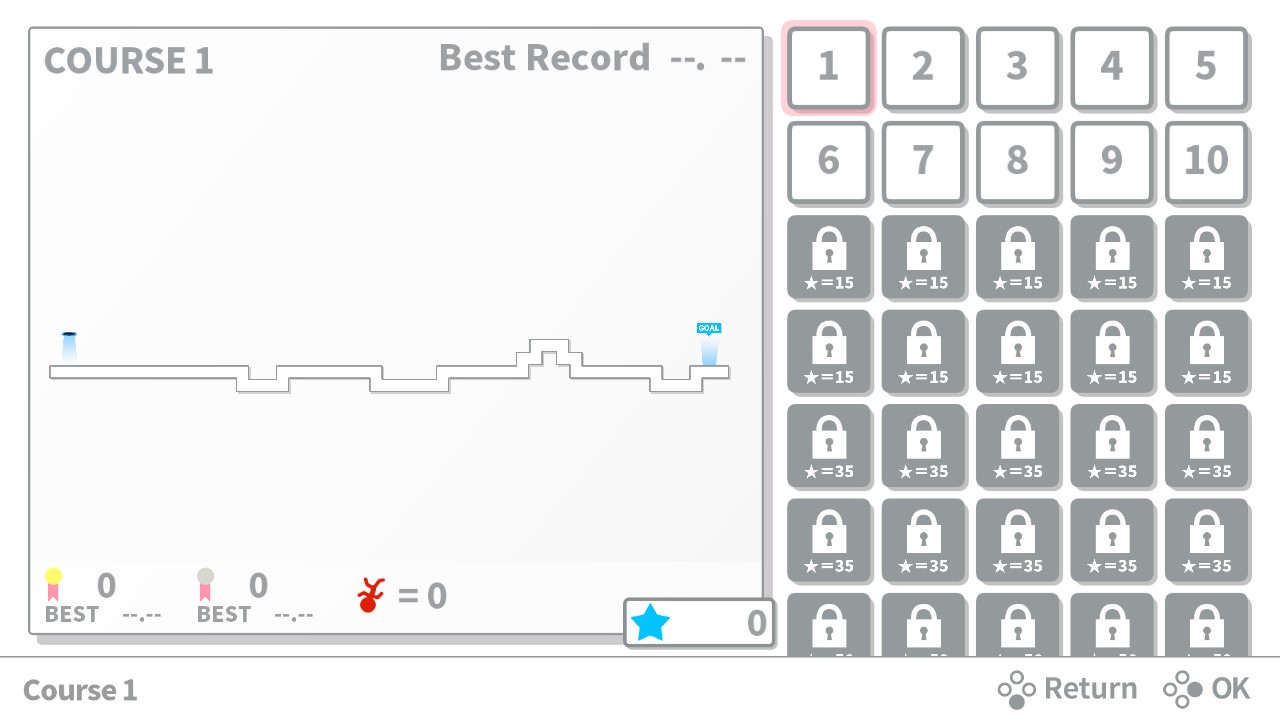 COURSE 1
Best Record --. --
GOAL
0
BEST --.--
0
BEST --.--
= 0
0
1 2 3 4 5
6 7 8 9 10
★=15 ★=15 ★=15 ★=15 ★=15
★=15 ★=15 ★=15 ★=15 ★=15
★=35 ★=35 ★=35 ★=35 ★=35
★=35 ★=35 ★=35 ★=35 ★=35
Course 1
Return
OK